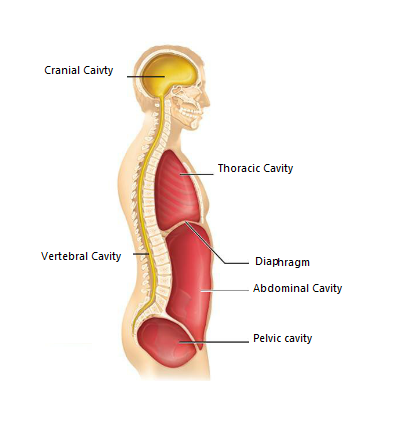 Cranial Caivty
Thoracic Cavity
Vertebral Cavity
Diaphragm
Abdominal Cavity
Pelvic cavity